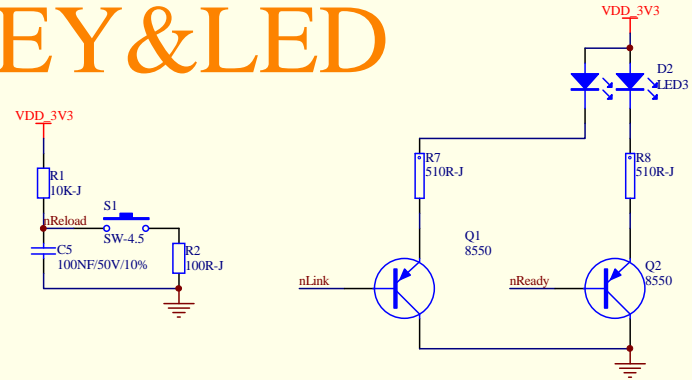 EY&LED
VDD_3V3
R1
10K-J
nReload
S1
SW-4.5
C5
100NF/50V/10%
R2
100R-J
VDD_3V3
D2
LED3
R7
510R-J
R8
510R-J
Q1
8550
nLink
nReady
Q2
8550